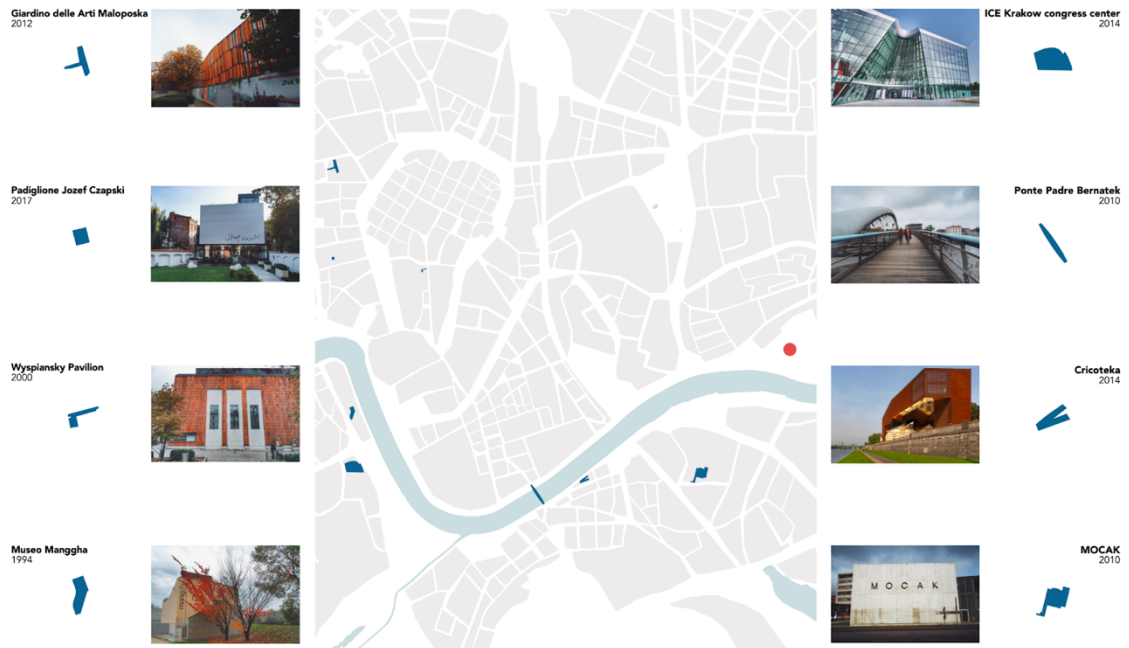 Giardino delle Arti Maloposka
2012
Padiglione Jozef Czapski
2017
Wyspiansky Pavilion
2000
Museo Manggha
1994
ICE Krakow congress center
2014
Ponte Padre Bernatek
2010
Cricoteka
2014
MOCAK
2010
MOCAK